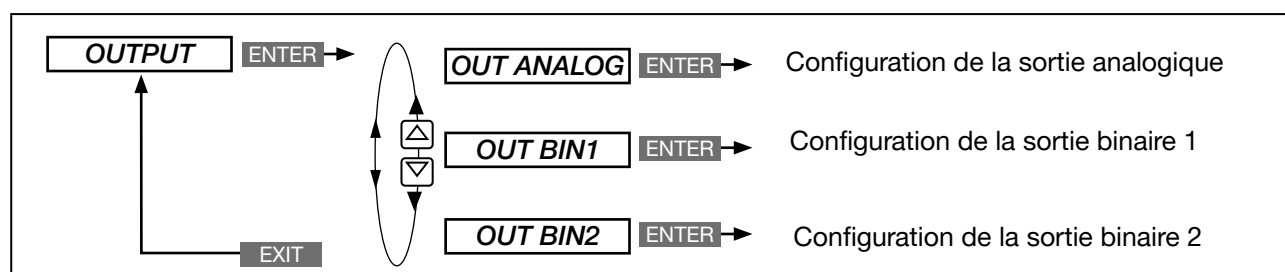 OUTPUT ENTER
OUT ANALOG ENTER Configuration de la sortie analogique
OUT BIN1 ENTER Configuration de la sortie binaire 1
OUT BIN2 ENTER Configuration de la sortie binaire 2
EXIT